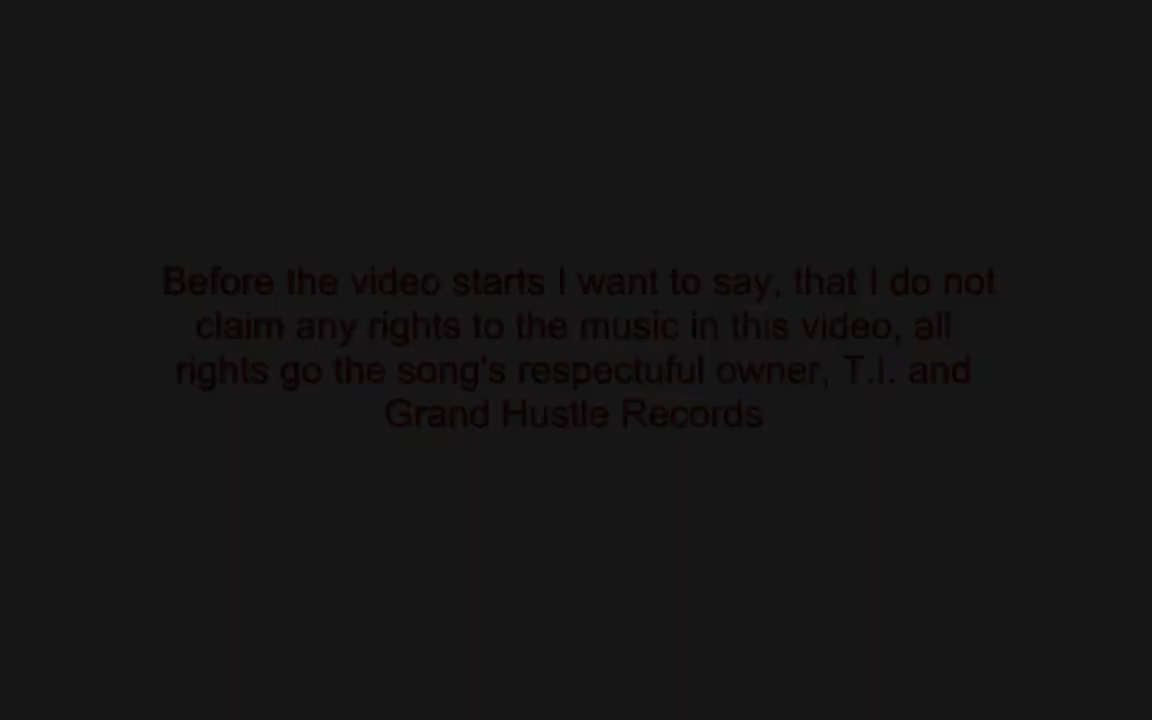 Before the video starts I want to say, that I do not
claim any rights to the music in this video, all
rights go the song's respectuful owner, T.I. and
Grand Hustle Records